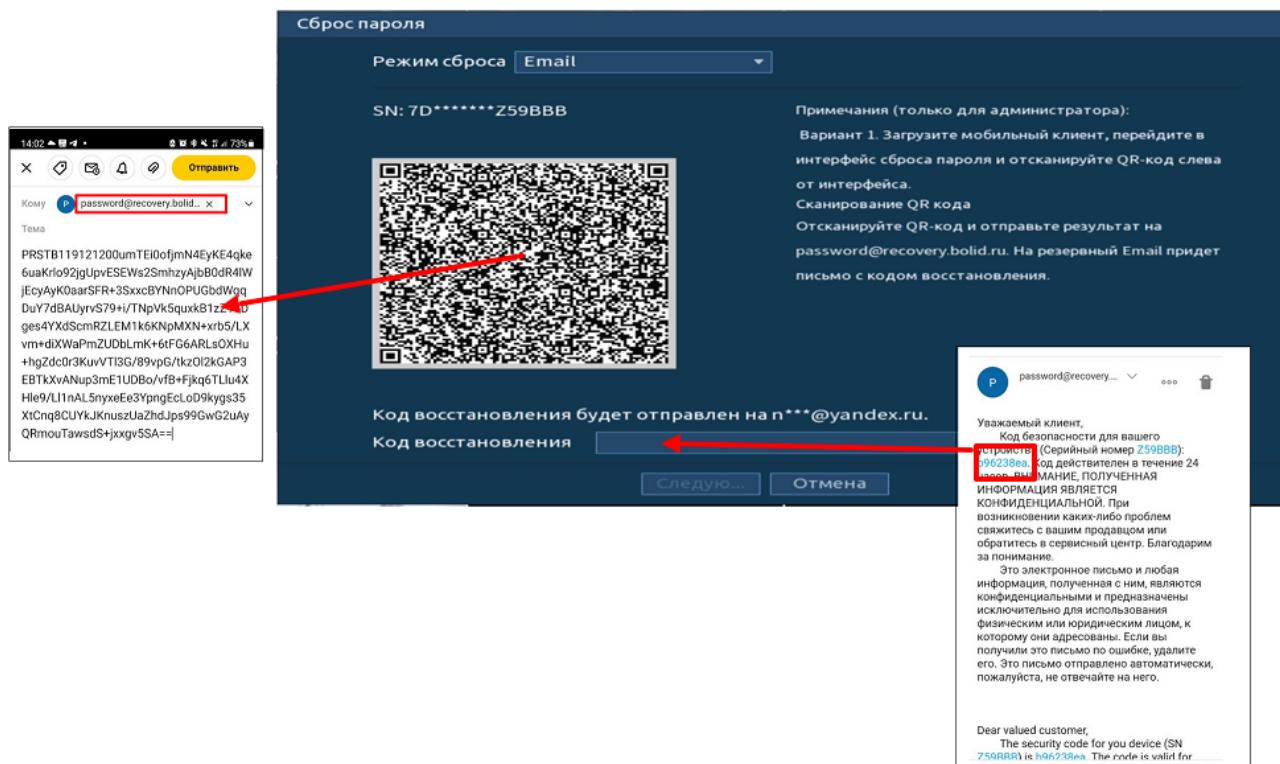 Сброс пароля
Режим сброса Email
SN: 7D*******Z59BBB
Примечания (только для администратора):
Вариант 1. Загрузите мобильный клиент, перейдите в
интерфейс сброса пароля и отсканируйте QR-код слева
от интерфейса.
Сканирование QR кода
Отсканируйте QR-код и отправьте результат на
password@recovery.bolid.ru. На резервный Email придет
письмо с кодом восстановления.
Код восстановления будет отправлен на n***@yandex.ru.
Код восстановления
Следую... Отмена
14:02 73%
Отправить
Кому P password@recovery.bolid...
Тема
PRSTB119121200umTEi0ofjmN4EyKE4qke
6uaKrlo92jgUpvESEWs2SmhzyAjbB0dR4lW
jEcyAyK0aarSFR+3SxxcBYNnOPUGbdWgq
DuY7dBAUyrvS79+i/TNpVk5quxkB1zZ
ges4YXdScmRZLEM1k6KNpMXN+xrb5/LX
vm+diXWaPmZUDbLmK+6tFG6ARLsOXHu
+hgZdc0r3KuvVTl3G/89vpG/tkzOl2kGAP3
EBTkXvANup3mE1UDBo/vfB+Fjkq6TLlu4X
Hle9/Ll1nAL5nyxeEe3YpngEcLoD9kygs35
XtCnq8CUYkJKnuszUaZhdJps99GwG2uAy
QRmouTawsdS+jxxgv5SA==
P password@recovery....
Уважаемый клиент,
Код безопасности для вашего
устройства (Серийный номер Z59BBB):
b96238ea. Код действителен в течение 24
часов. ВНИМАНИЕ, ПОЛУЧЕННАЯ
ИНФОРМАЦИЯ ЯВЛЯЕТСЯ
КОНФИДЕНЦИАЛЬНОЙ. При
возникновении каких-либо проблем
свяжитесь с вашим продавцом или
обратитесь в сервисный центр. Благодарим
за понимание.
Это электронное письмо и любая
информация, полученная с ним, являются
конфиденциальными и предназначены
исключительно для использования
физическим или юридическим лицом, к
которому они адресованы. Если вы
получили это письмо по ошибке, удалите
его. Это письмо отправлено автоматически,
пожалуйста, не отвечайте на него.
Dear valued customer,
The security code for you device (SN
Z59BBB) is b96238ea. The code is valid for